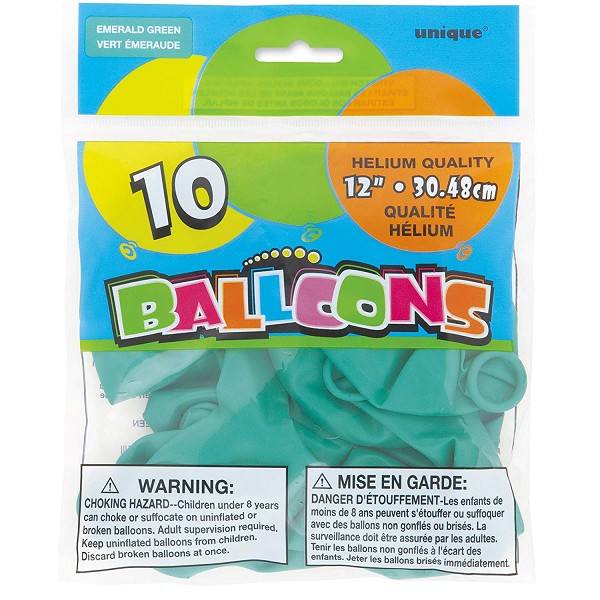 EMERALD GREEN
VERT ÉMERAUDE
unique®
10
HELIUM QUALITY
12” • 30.48cm
QUALITÉ
HÉLIUM
BALLOONS
⚠ WARNING:
CHOKING HAZARD--Children under 8 years
can choke or suffocate on uninflated or
broken balloons. Adult supervision required.
Keep uninflated balloons from children.
Discard broken balloons at once.
⚠ MISE EN GARDE:
DANGER D'ÉTOUFFEMENT-Les enfants de
moins de 8 ans peuvent s'étouffer ou suffoquer
avec des ballons non gonflés ou brisés. La
surveillance doit être assurée par les adultes.
Tenir les ballons non gonflés à l'écart des
enfants. Jeter les ballons brisés immédiatement.